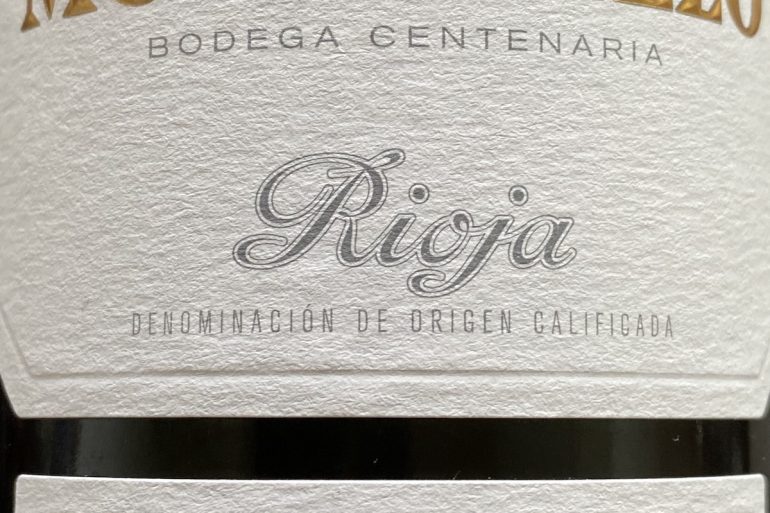 BODEGA CENTENARIA
Rioja
DENOMINACIÓN DE ORIGEN CALIFICADA